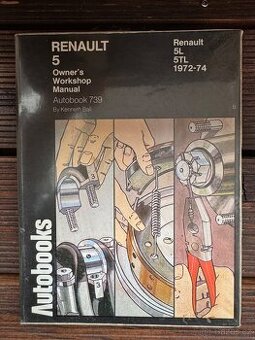 RENAULT
5
Owner's
Workshop
Manual
Autobook 739
By Kenneth Ball
Renault
5L
5TL
1972-74
Autobooks